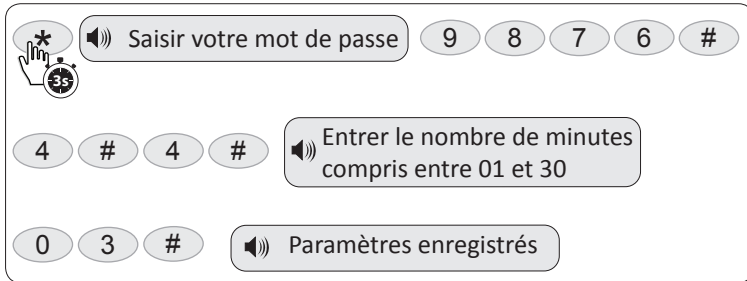 * Saisir votre mot de passe 9 8 7 6 #
3s
4 # 4 # Entrer le nombre de minutes
compris entre 01 et 30
0 3 # Paramètres enregistrés